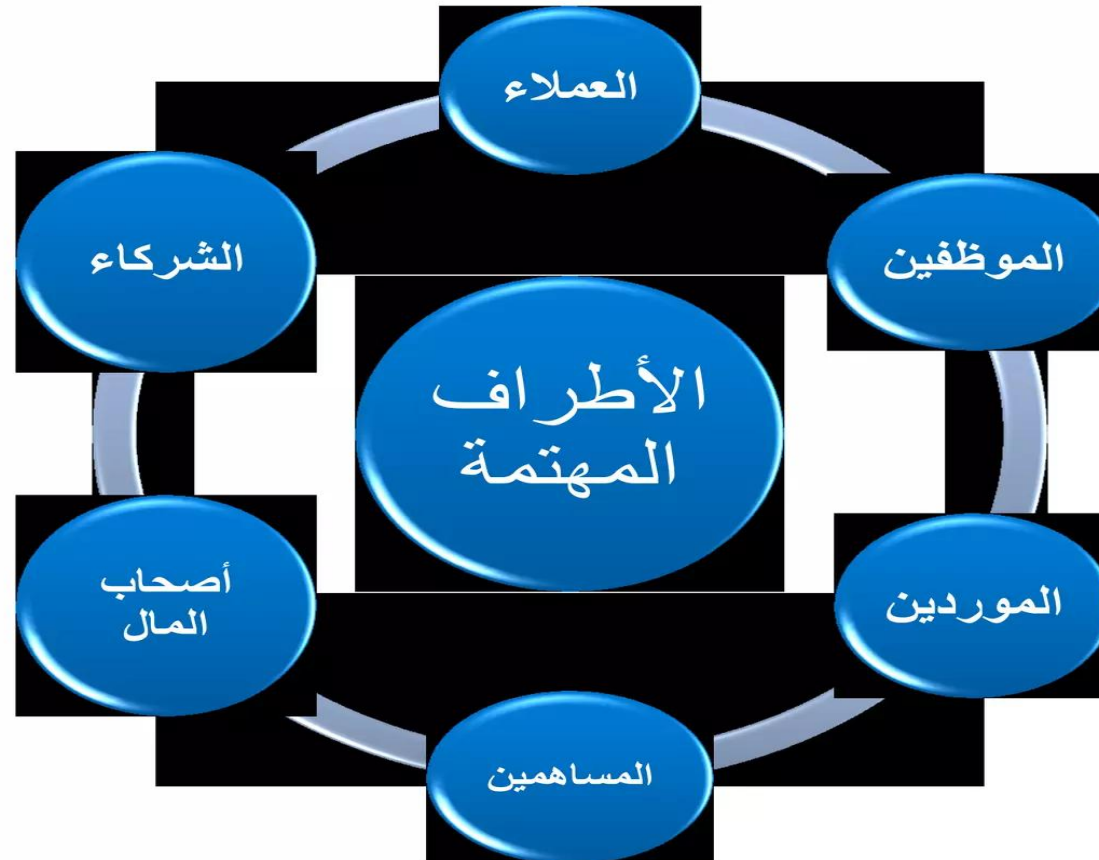 العملاء
الموظفين
الشركاء
الأطراف
المهتمة
أصحاب
المال
الموردين
المساهمين